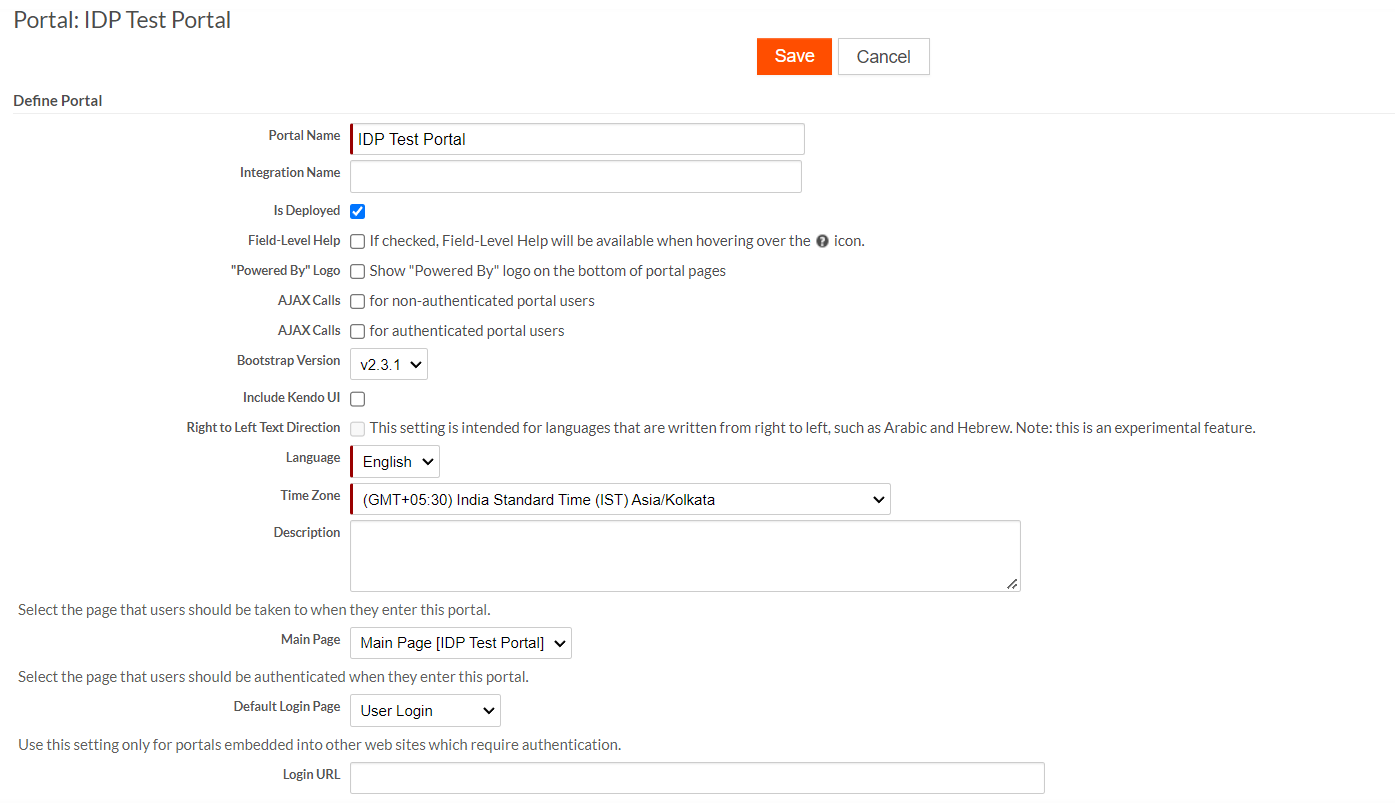 Portal: IDP Test Portal
Save Cancel
Define Portal
Portal Name IDP Test Portal
Integration Name
Is Deployed
Field-Level Help If checked, Field-Level Help will be available when hovering over the ? icon.
"Powered By" Logo Show "Powered By" logo on the bottom of portal pages
AJAX Calls for non-authenticated portal users
AJAX Calls for authenticated portal users
Bootstrap Version v2.3.1
Include Kendo UI
Right to Left Text Direction This setting is intended for languages that are written from right to left, such as Arabic and Hebrew. Note: this is an experimental feature.
Language English
Time Zone (GMT+05:30) India Standard Time (IST) Asia/Kolkata
Description
Select the page that users should be taken to when they enter this portal.
Main Page Main Page [IDP Test Portal]
Select the page that users should be authenticated when they enter this portal.
Default Login Page User Login
Use this setting only for portals embedded into other web sites which require authentication.
Login URL